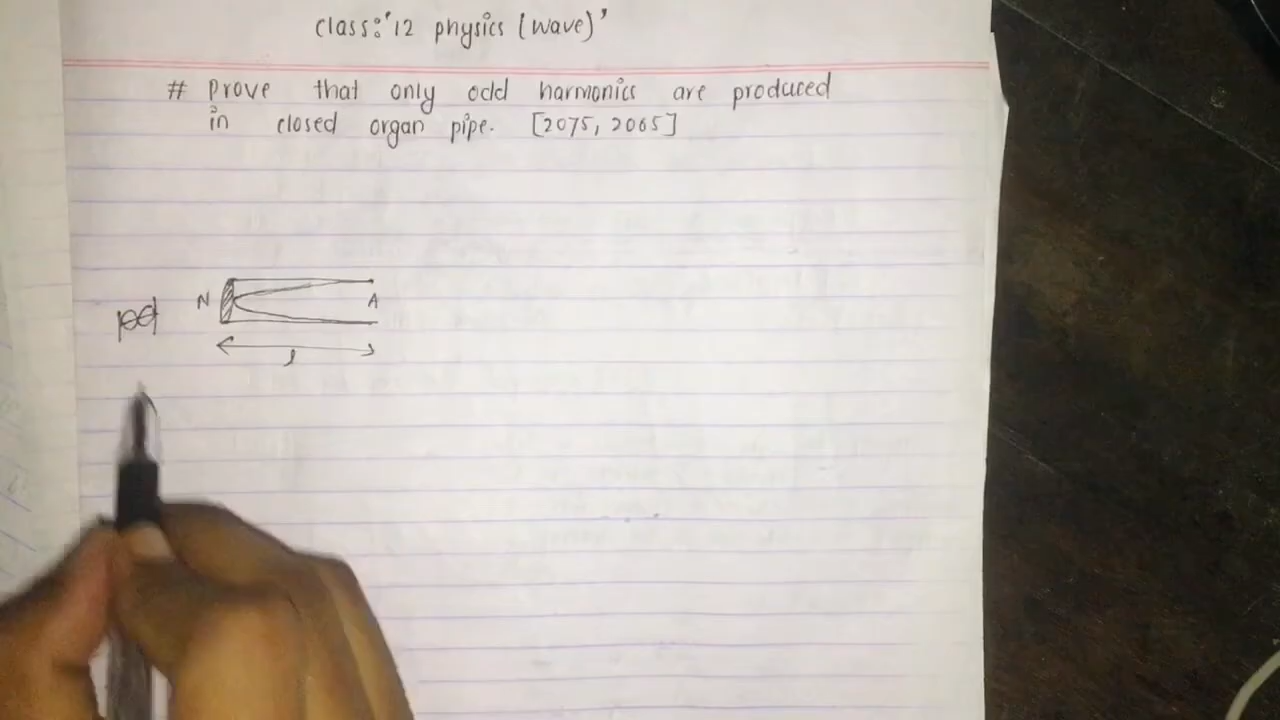 class:'12 physics (wave)'
# Prove that only odd harmonics are produced
in closed organ pipe. [2075, 2065]
N A
l